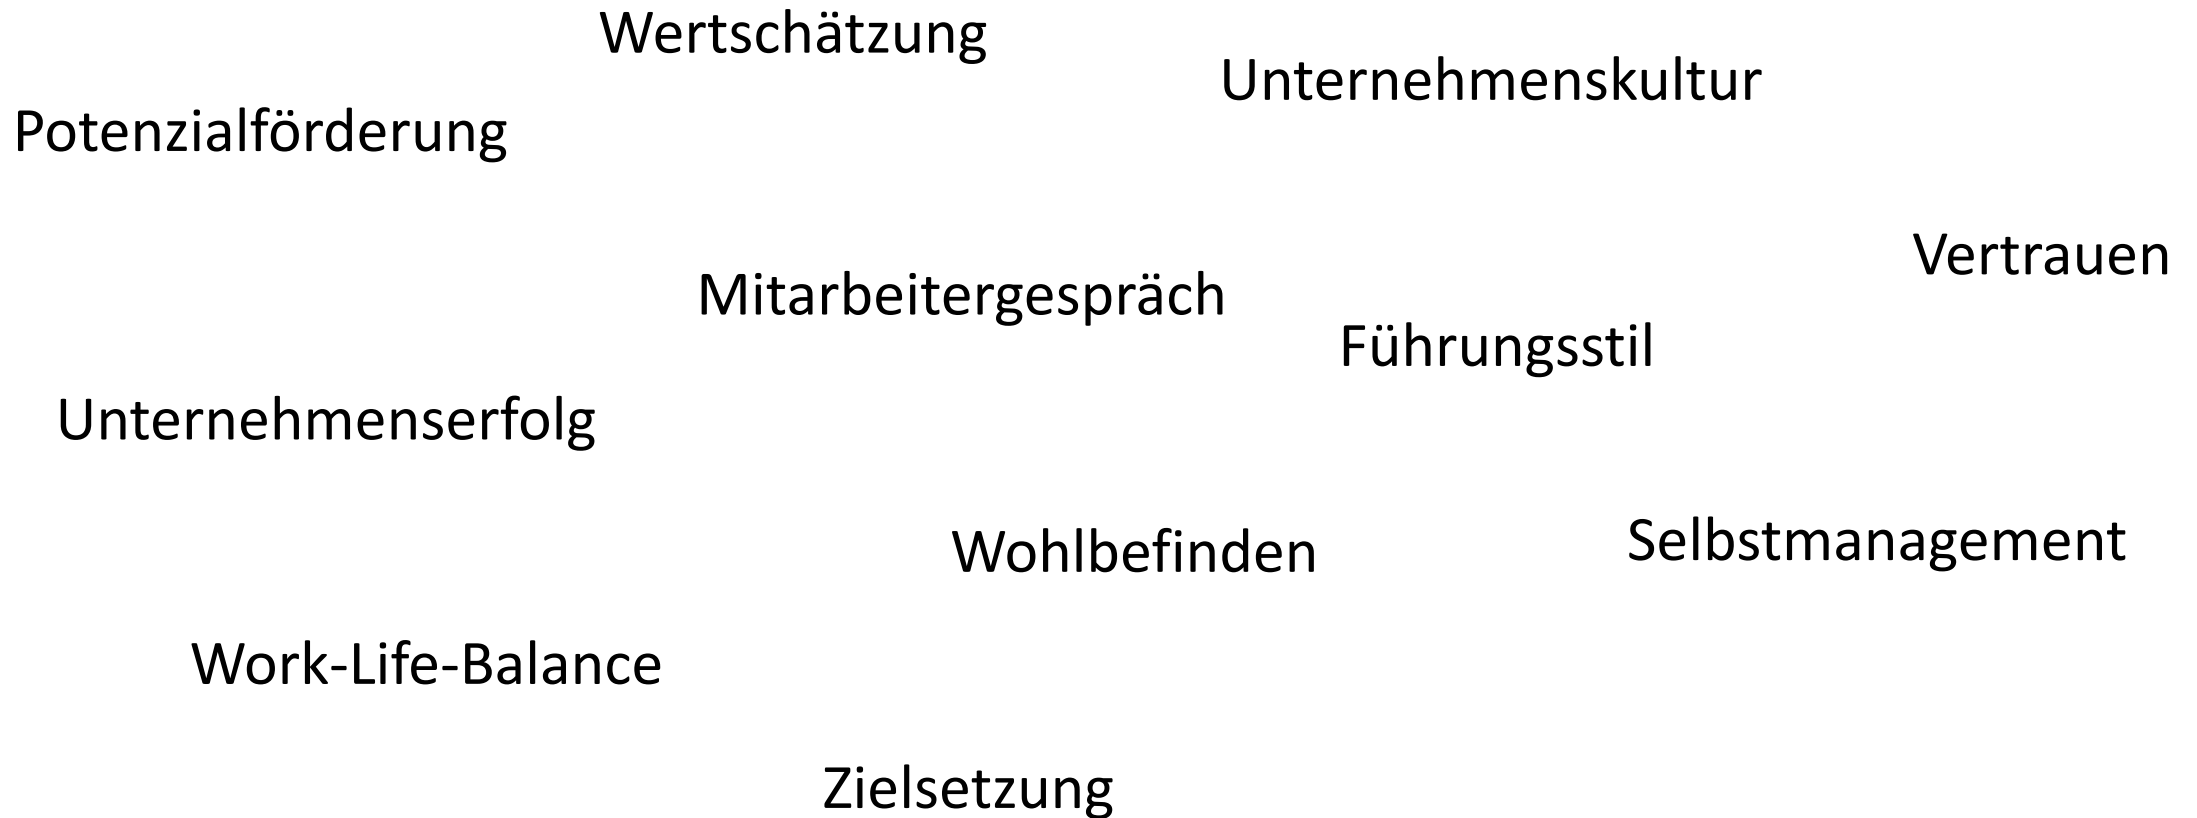 Wertschätzung
Unternehmenskultur
Potenzialförderung
Vertrauen
Mitarbeitergespräch
Führungsstil
Unternehmenserfolg
Selbstmanagement
Wohlbefinden
Work-Life-Balance
Zielsetzung